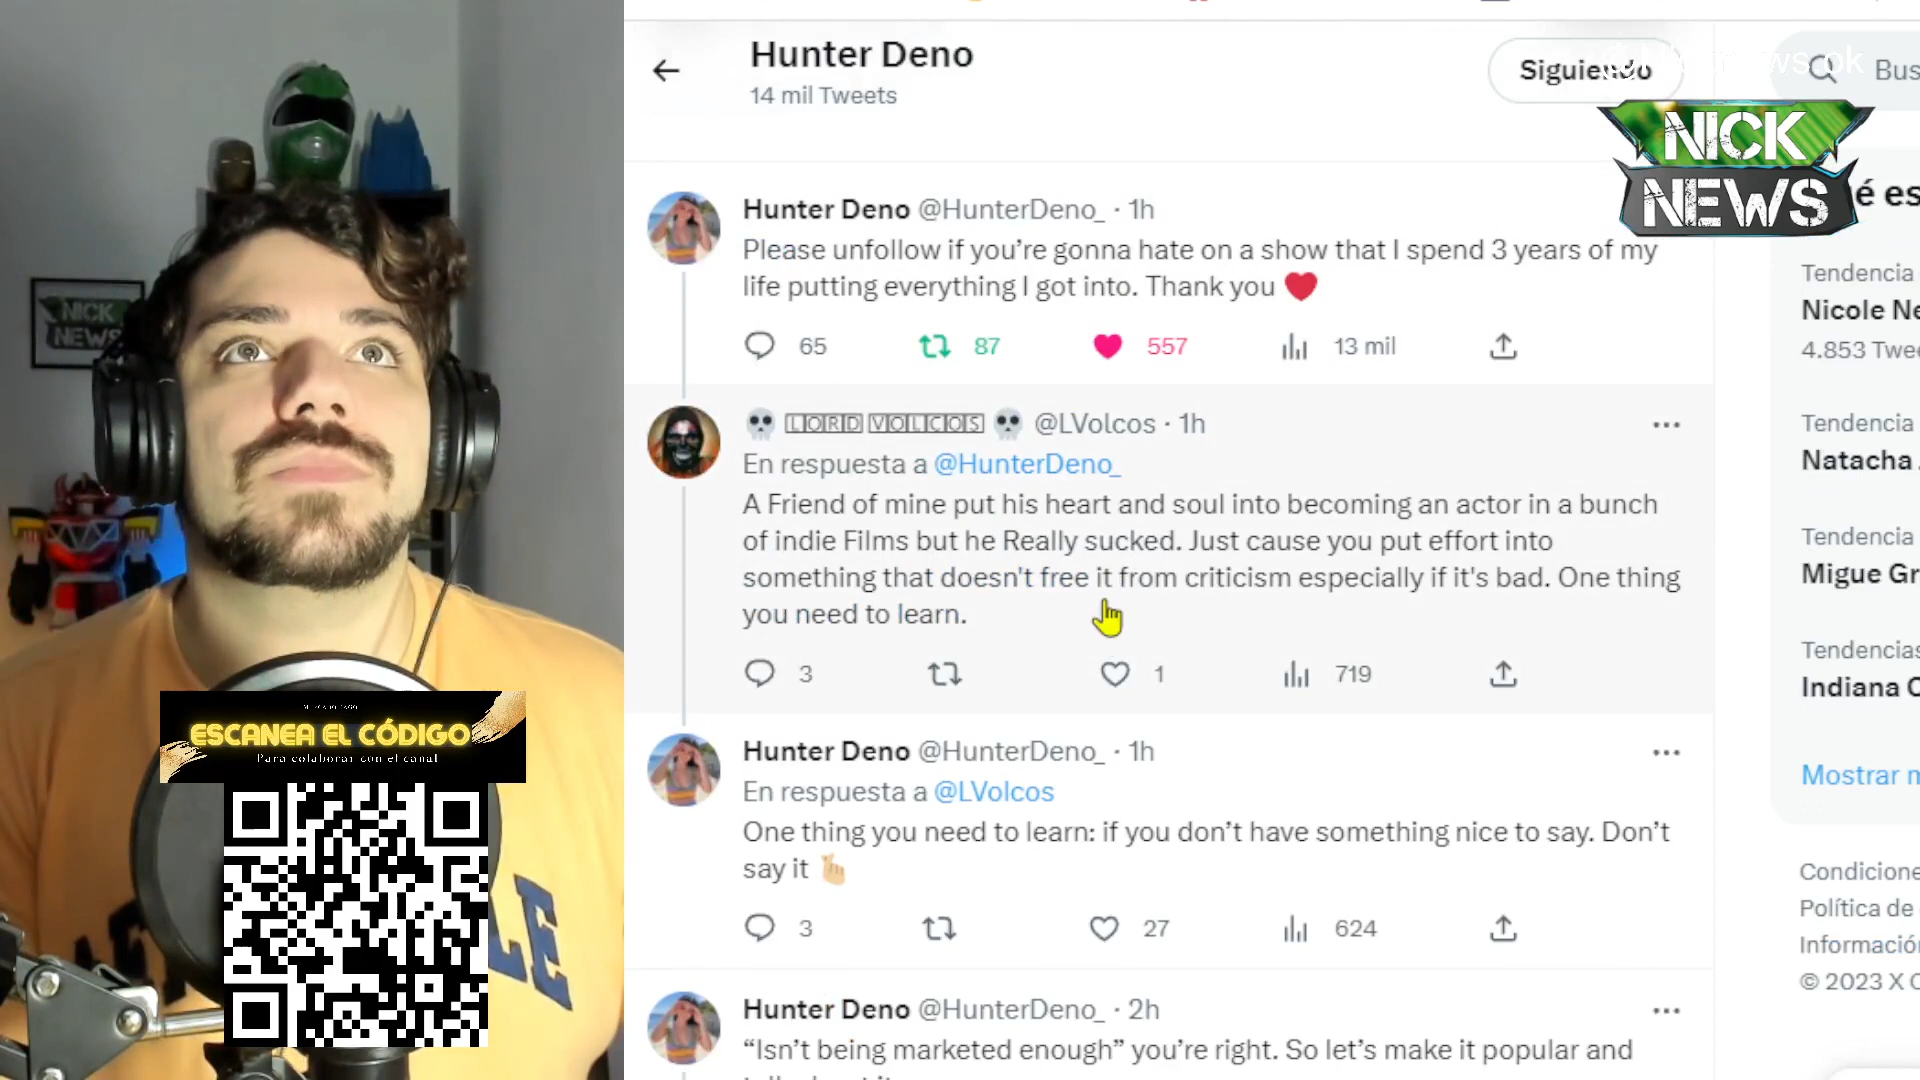 Hunter Deno
14 mil Tweets
Siguiendo
Bus
NICK
NEWS
Hunter Deno @HunterDeno_ · 1h
Please unfollow if you’re gonna hate on a show that I spend 3 years of my
life putting everything I got into. Thank you ❤️
65 87 557 13 mil
💀 🄻🄾🅁🄳 🅅🄾🄻🄲🄾🅂 💀 @LVolcos · 1h
En respuesta a @HunterDeno_
A Friend of mine put his heart and soul into becoming an actor in a bunch
of indie Films but he Really sucked. Just cause you put effort into
something that doesn't free it from criticism especially if it's bad. One thing
you need to learn.
3 1 719
Hunter Deno @HunterDeno_ · 1h
En respuesta a @LVolcos
One thing you need to learn: if you don’t have something nice to say. Don’t
say it
3 27 624
Hunter Deno @HunterDeno_ · 2h
“Isn’t being marketed enough” you’re right. So let’s make it popular and
é es
Tendencia
Nicole Ne
4.853 Twee
Tendencia
Natacha
Tendencia
Migue Gr
Tendencias
Indiana C
Mostrar m
Condicione
Política de
Informació
© 2023 X C
NICK
NEWS
ESCANEA EL CÓDIGO
Para colaborar con el canal
LE